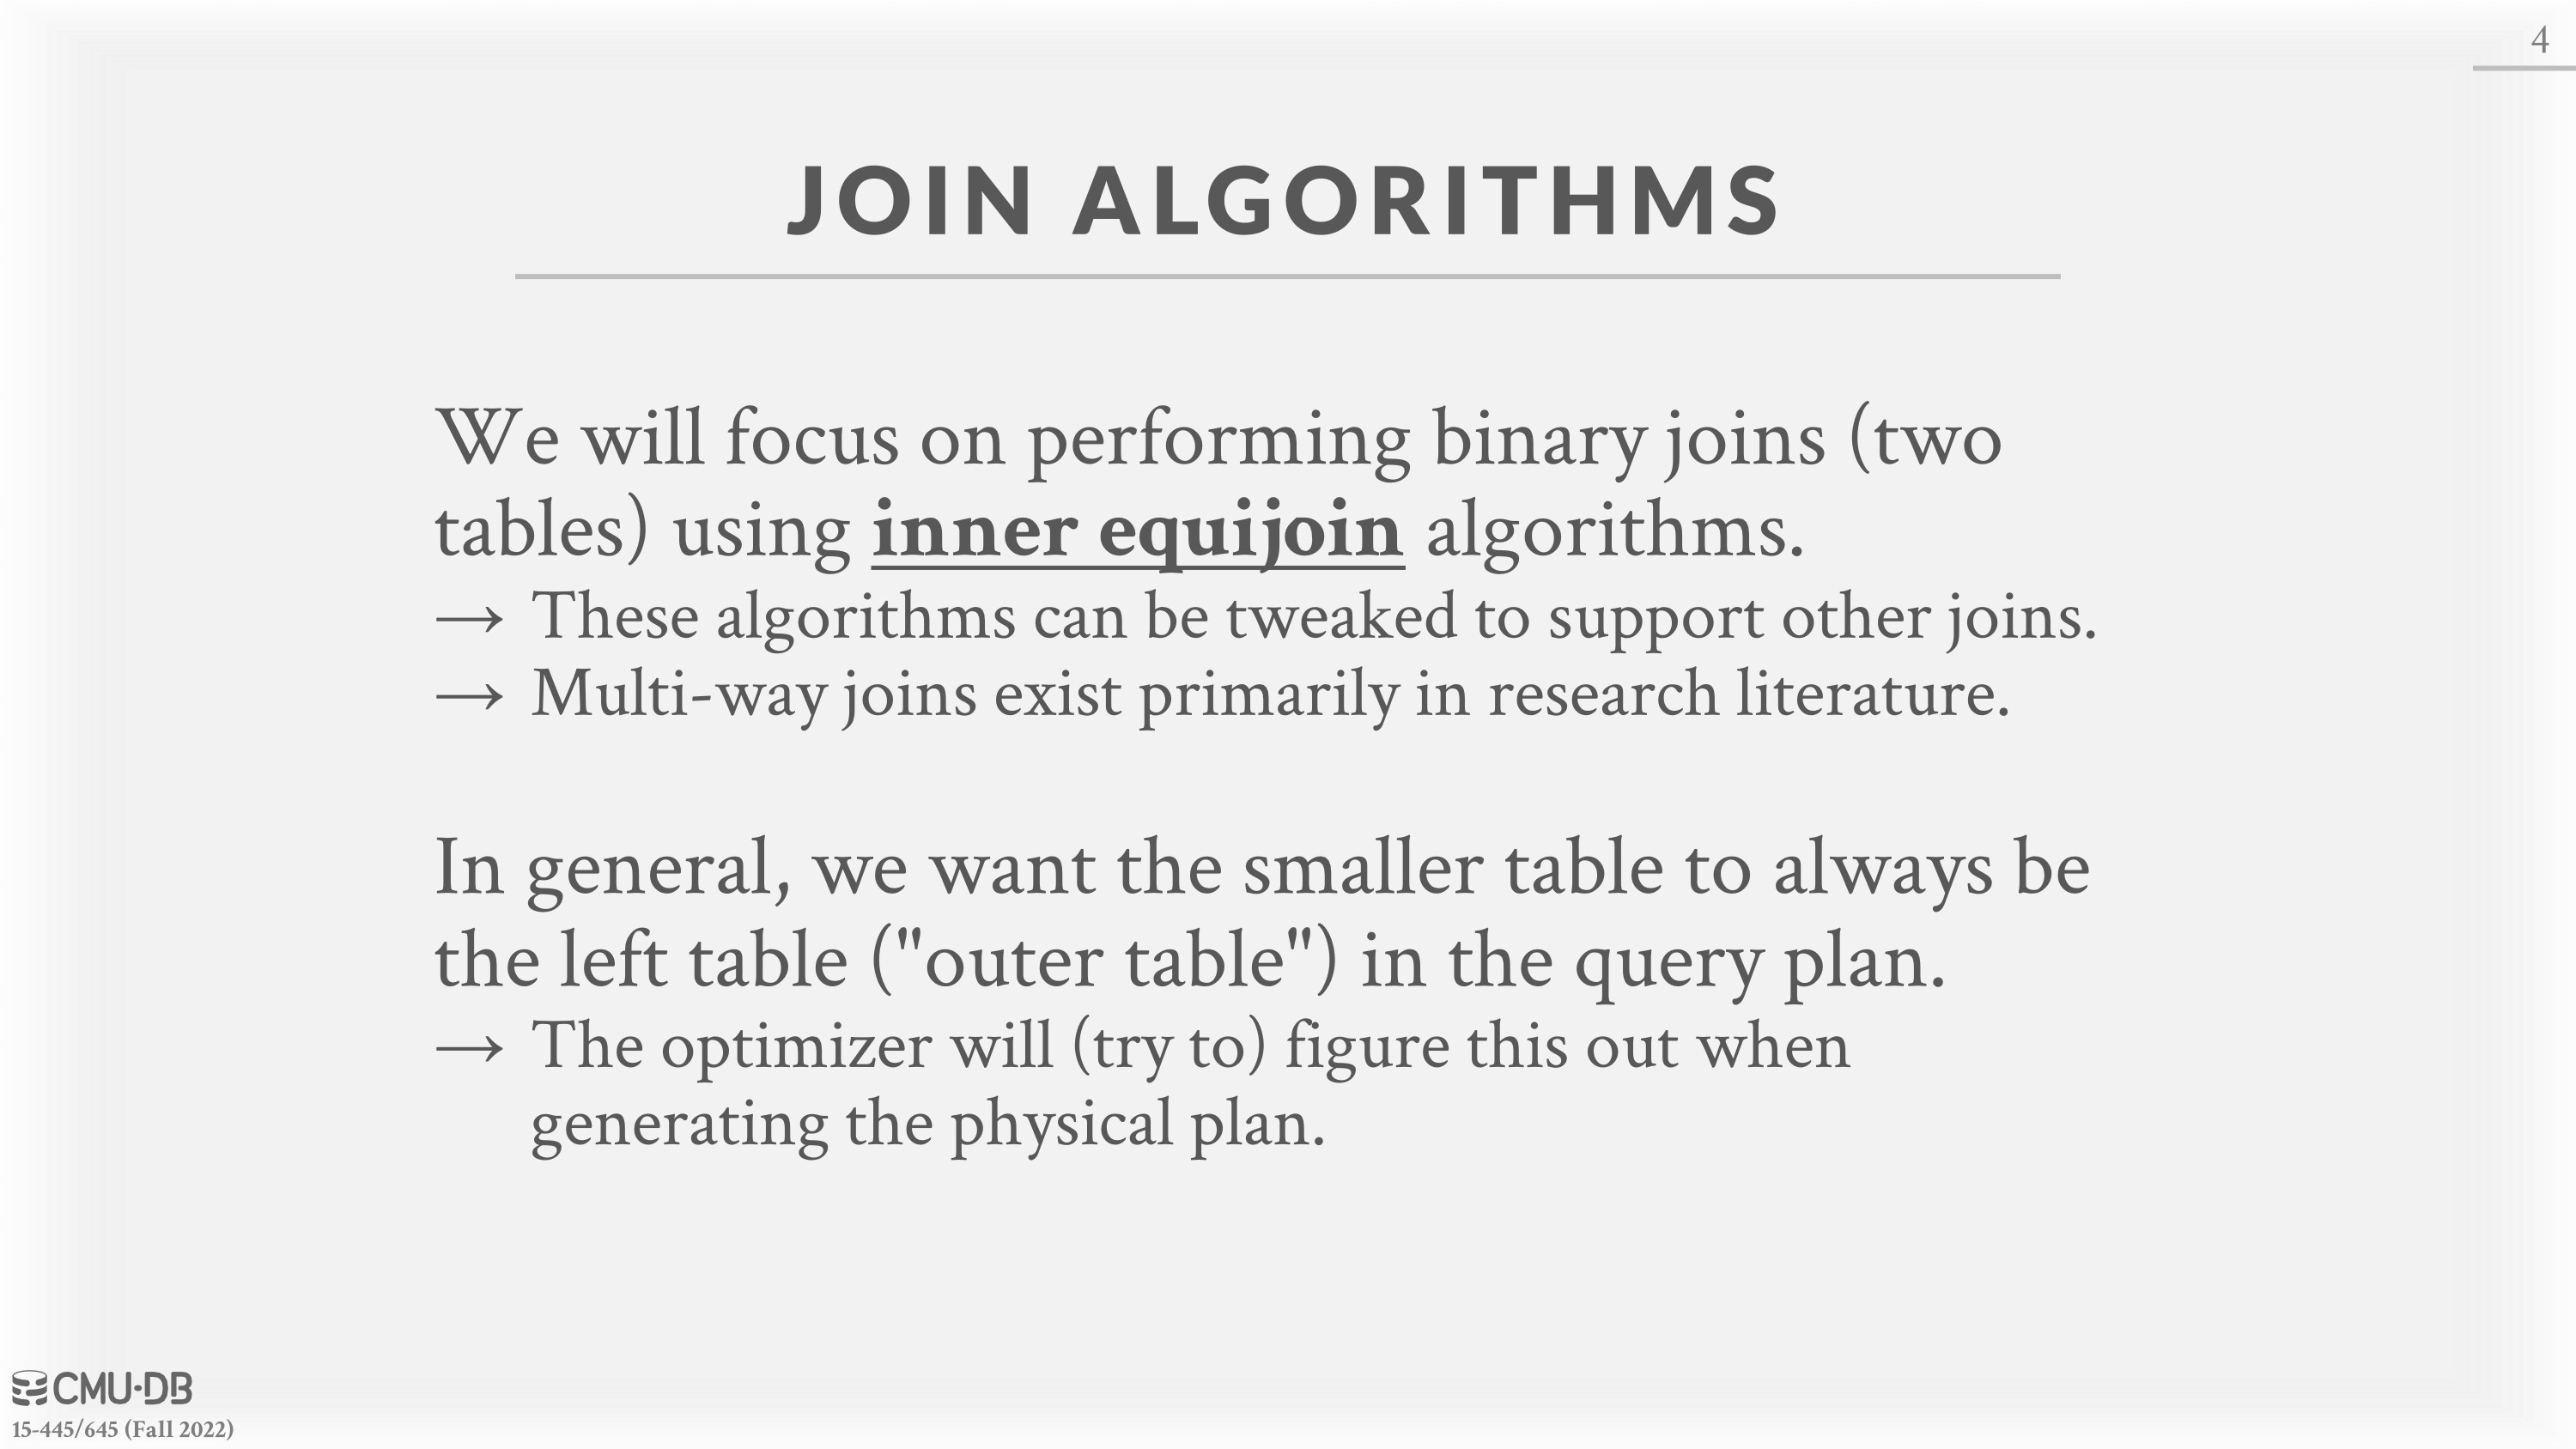 4
JOIN ALGORITHMS
We will focus on performing binary joins (two
tables) using inner equijoin algorithms.
→ These algorithms can be tweaked to support other joins.
→ Multi-way joins exist primarily in research literature.
In general, we want the smaller table to always be
the left table ("outer table") in the query plan.
→ The optimizer will (try to) figure this out when
generating the physical plan.
CMU·DB
15-445/645 (Fall 2022)